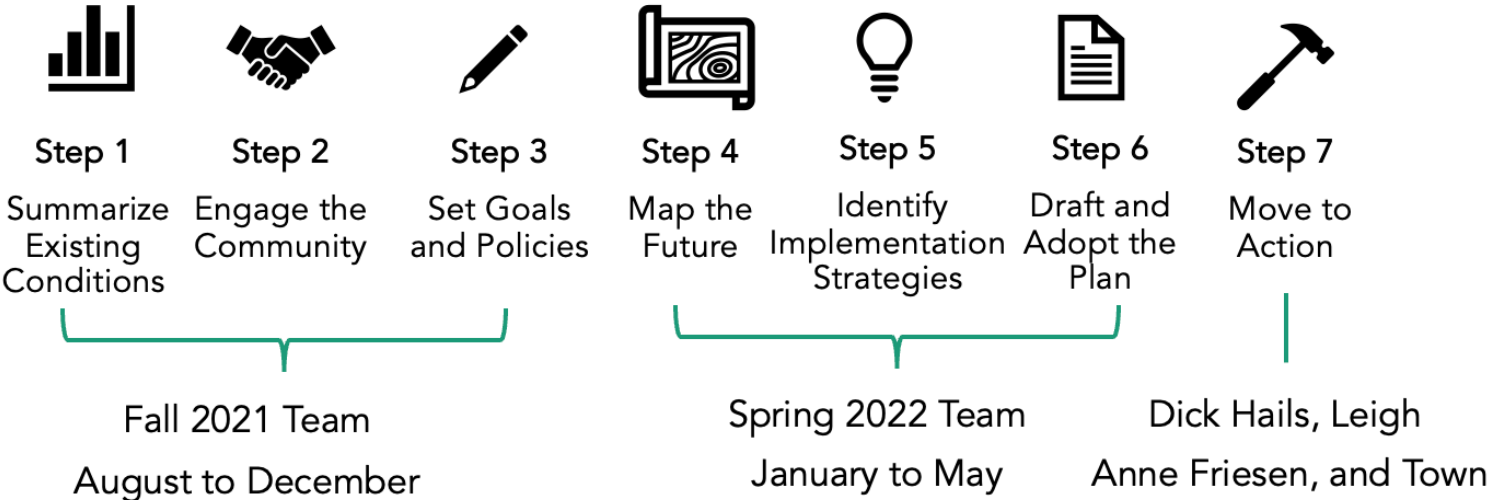 Step 1
Summarize
Existing
Conditions
Step 2
Engage the
Community
Step 3
Set Goals
and Policies
Step 4
Map the
Future
Step 5
Identify
Implementation
Strategies
Step 6
Draft and
Adopt the
Plan
Step 7
Move to
Action
Fall 2021 Team
August to December
Spring 2022 Team
January to May
Dick Hails, Leigh
Anne Friesen, and Town